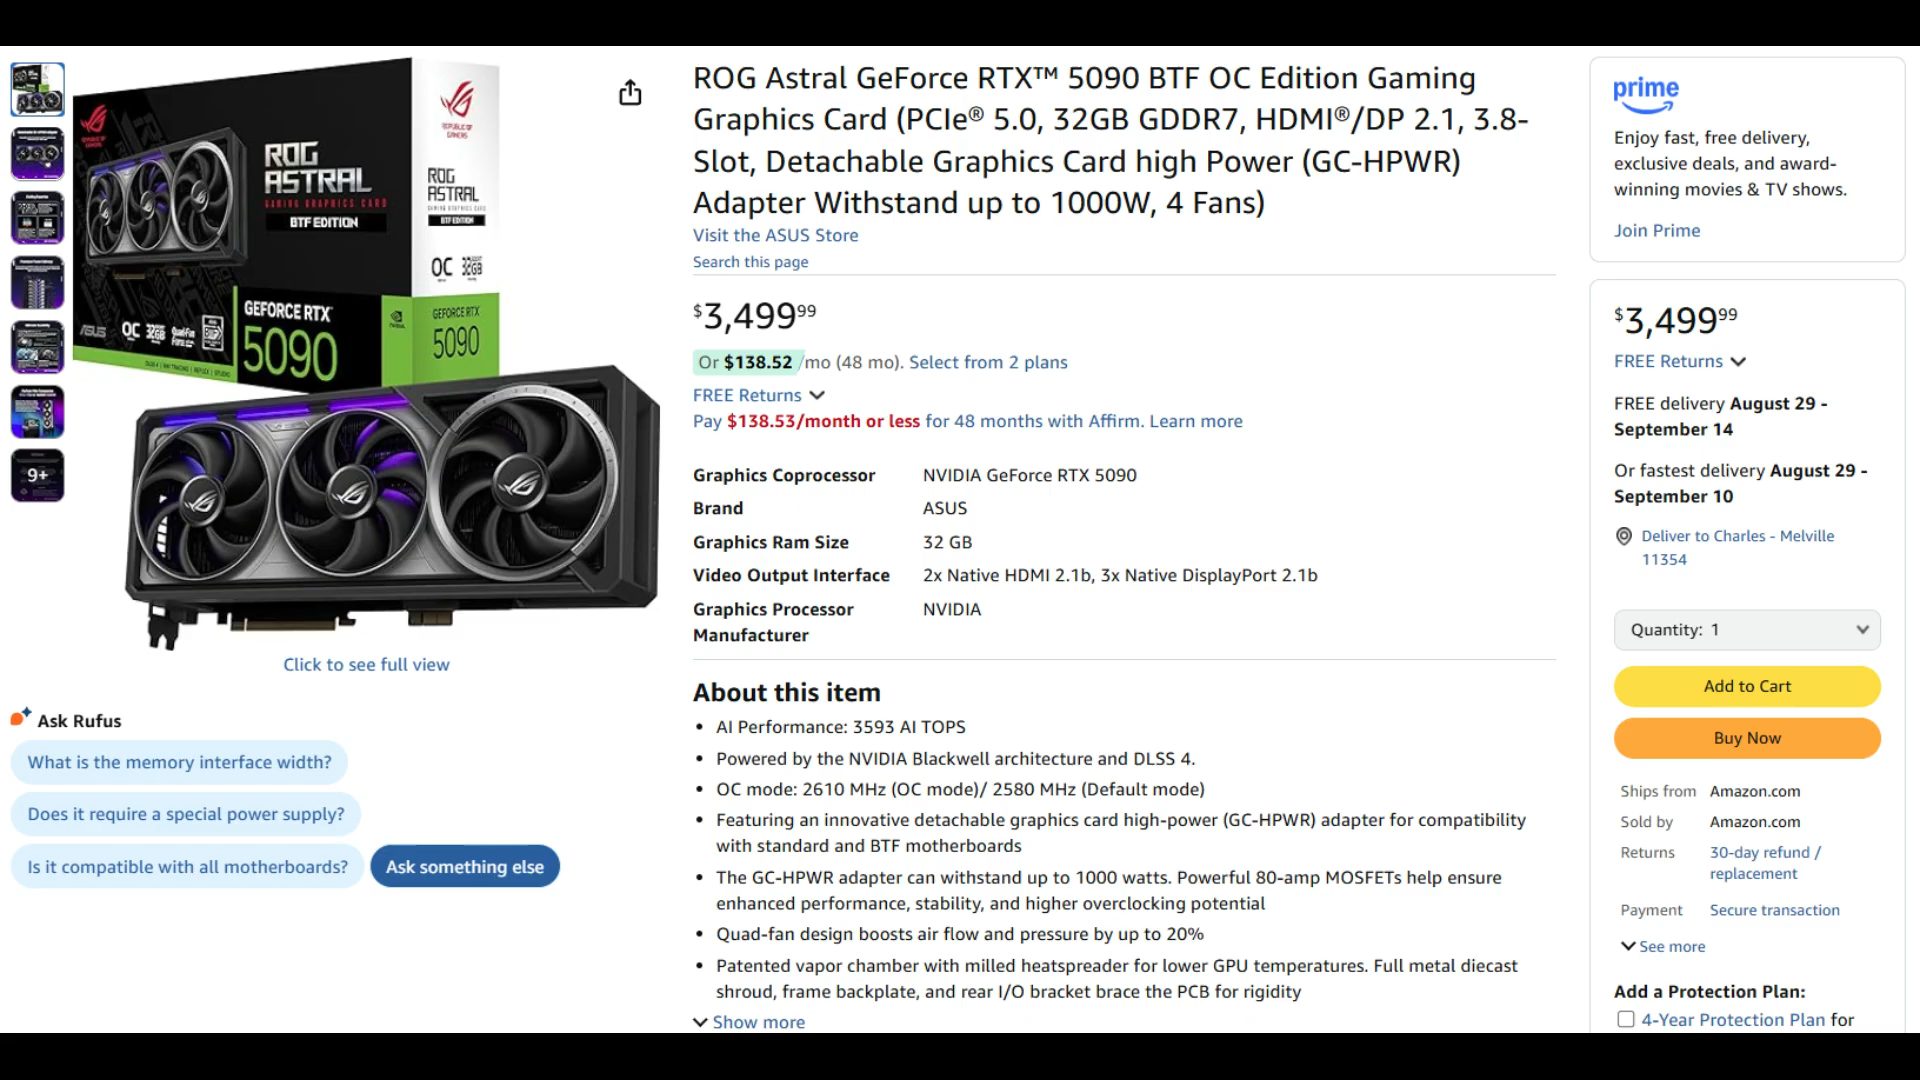 ROG Astral GeForce RTX™ 5090 BTF OC Edition Gaming
Graphics Card (PCIe® 5.0, 32GB GDDR7, HDMI®/DP 2.1, 3.8-
Slot, Detachable Graphics Card high Power (GC-HPWR)
Adapter Withstand up to 1000W, 4 Fans)
Visit the ASUS Store
Search this page
$3,499.99
Or $138.52 /mo (48 mo). Select from 2 plans
FREE Returns
Pay $138.53/month or less for 48 months with Affirm. Learn more
Graphics Coprocessor NVIDIA GeForce RTX 5090
Brand ASUS
Graphics Ram Size 32 GB
Video Output Interface 2x Native HDMI 2.1b, 3x Native DisplayPort 2.1b
Graphics Processor NVIDIA
Manufacturer
About this item
AI Performance: 3593 AI TOPS
Powered by the NVIDIA Blackwell architecture and DLSS 4.
OC mode: 2610 MHz (OC mode)/ 2580 MHz (Default mode)
Featuring an innovative detachable graphics card high-power (GC-HPWR) adapter for compatibility
with standard and BTF motherboards
The GC-HPWR adapter can withstand up to 1000 watts. Powerful 80-amp MOSFETs help ensure
enhanced performance, stability, and higher overclocking potential
Quad-fan design boosts air flow and pressure by up to 20%
Patented vapor chamber with milled heatspreader for lower GPU temperatures. Full metal diecast
shroud, frame backplate, and rear I/O bracket brace the PCB for rigidity
Show more
ROG
ASTRAL
GAMING GRAPHICS CARD
BTF EDITION
ASUS OC 32GB
GEFORCE RTX
5090
REPUBLIC OF
GAMERS
ROG
ASTRAL
BTF EDITION
OC 32GB
GEFORCE RTX
5090
9+
Click to see full view
Ask Rufus
What is the memory interface width?
Does it require a special power supply?
Is it compatible with all motherboards?
Ask something else
prime
Enjoy fast, free delivery,
exclusive deals, and award-
winning movies & TV shows.
Join Prime
$3,499.99
FREE Returns
FREE delivery August 29 -
September 14
Or fastest delivery August 29 -
September 10
Deliver to Charles - Melville
11354
Quantity: 1
Add to Cart
Buy Now
Ships from Amazon.com
Sold by Amazon.com
Returns 30-day refund /
replacement
Payment Secure transaction
See more
Add a Protection Plan:
4-Year Protection Plan for